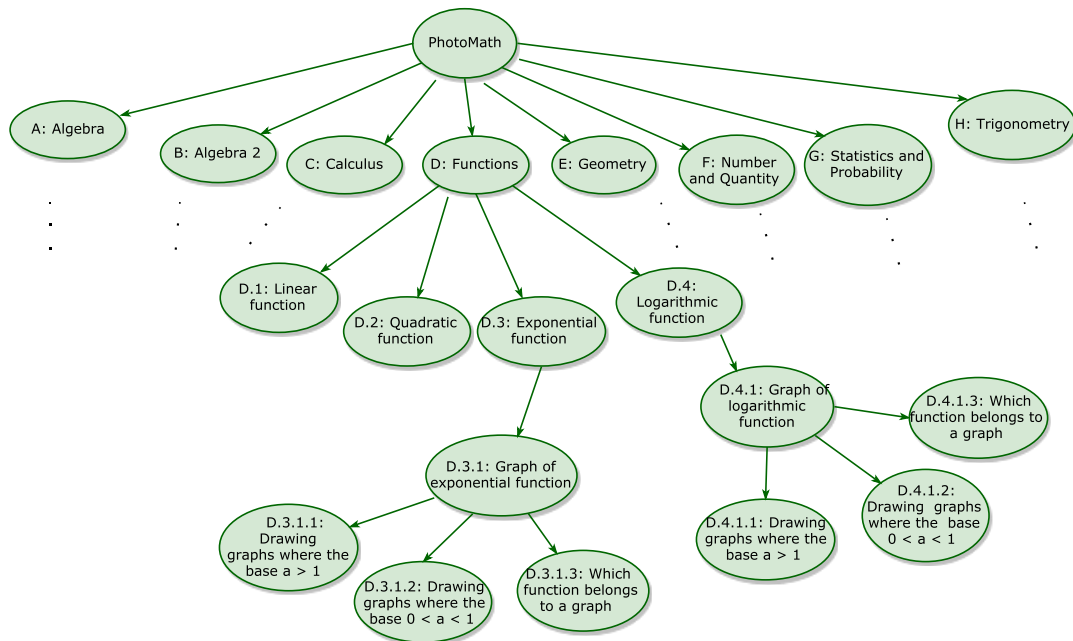 PhotoMath
A: Algebra
B: Algebra 2
C: Calculus
D: Functions
E: Geometry
F: Number
and Quantity
G: Statistics and
Probability
H: Trigonometry
D.1: Linear
function
D.2: Quadratic
function
D.3: Exponential
function
D.4:
Logarithmic
function
D.3.1: Graph of
exponential function
D.3.1.1:
Drawing
graphs where the
base a > 1
D.3.1.2: Drawing
graphs where the
base 0 < a < 1
D.3.1.3: Which
function belongs
to a graph
D.4.1: Graph of
logarithmic
function
D.4.1.1: Drawing
graphs where the
base a > 1
D.4.1.2:
Drawing graphs
where the base
0 < a < 1
D.4.1.3: Which
function belongs to
a graph